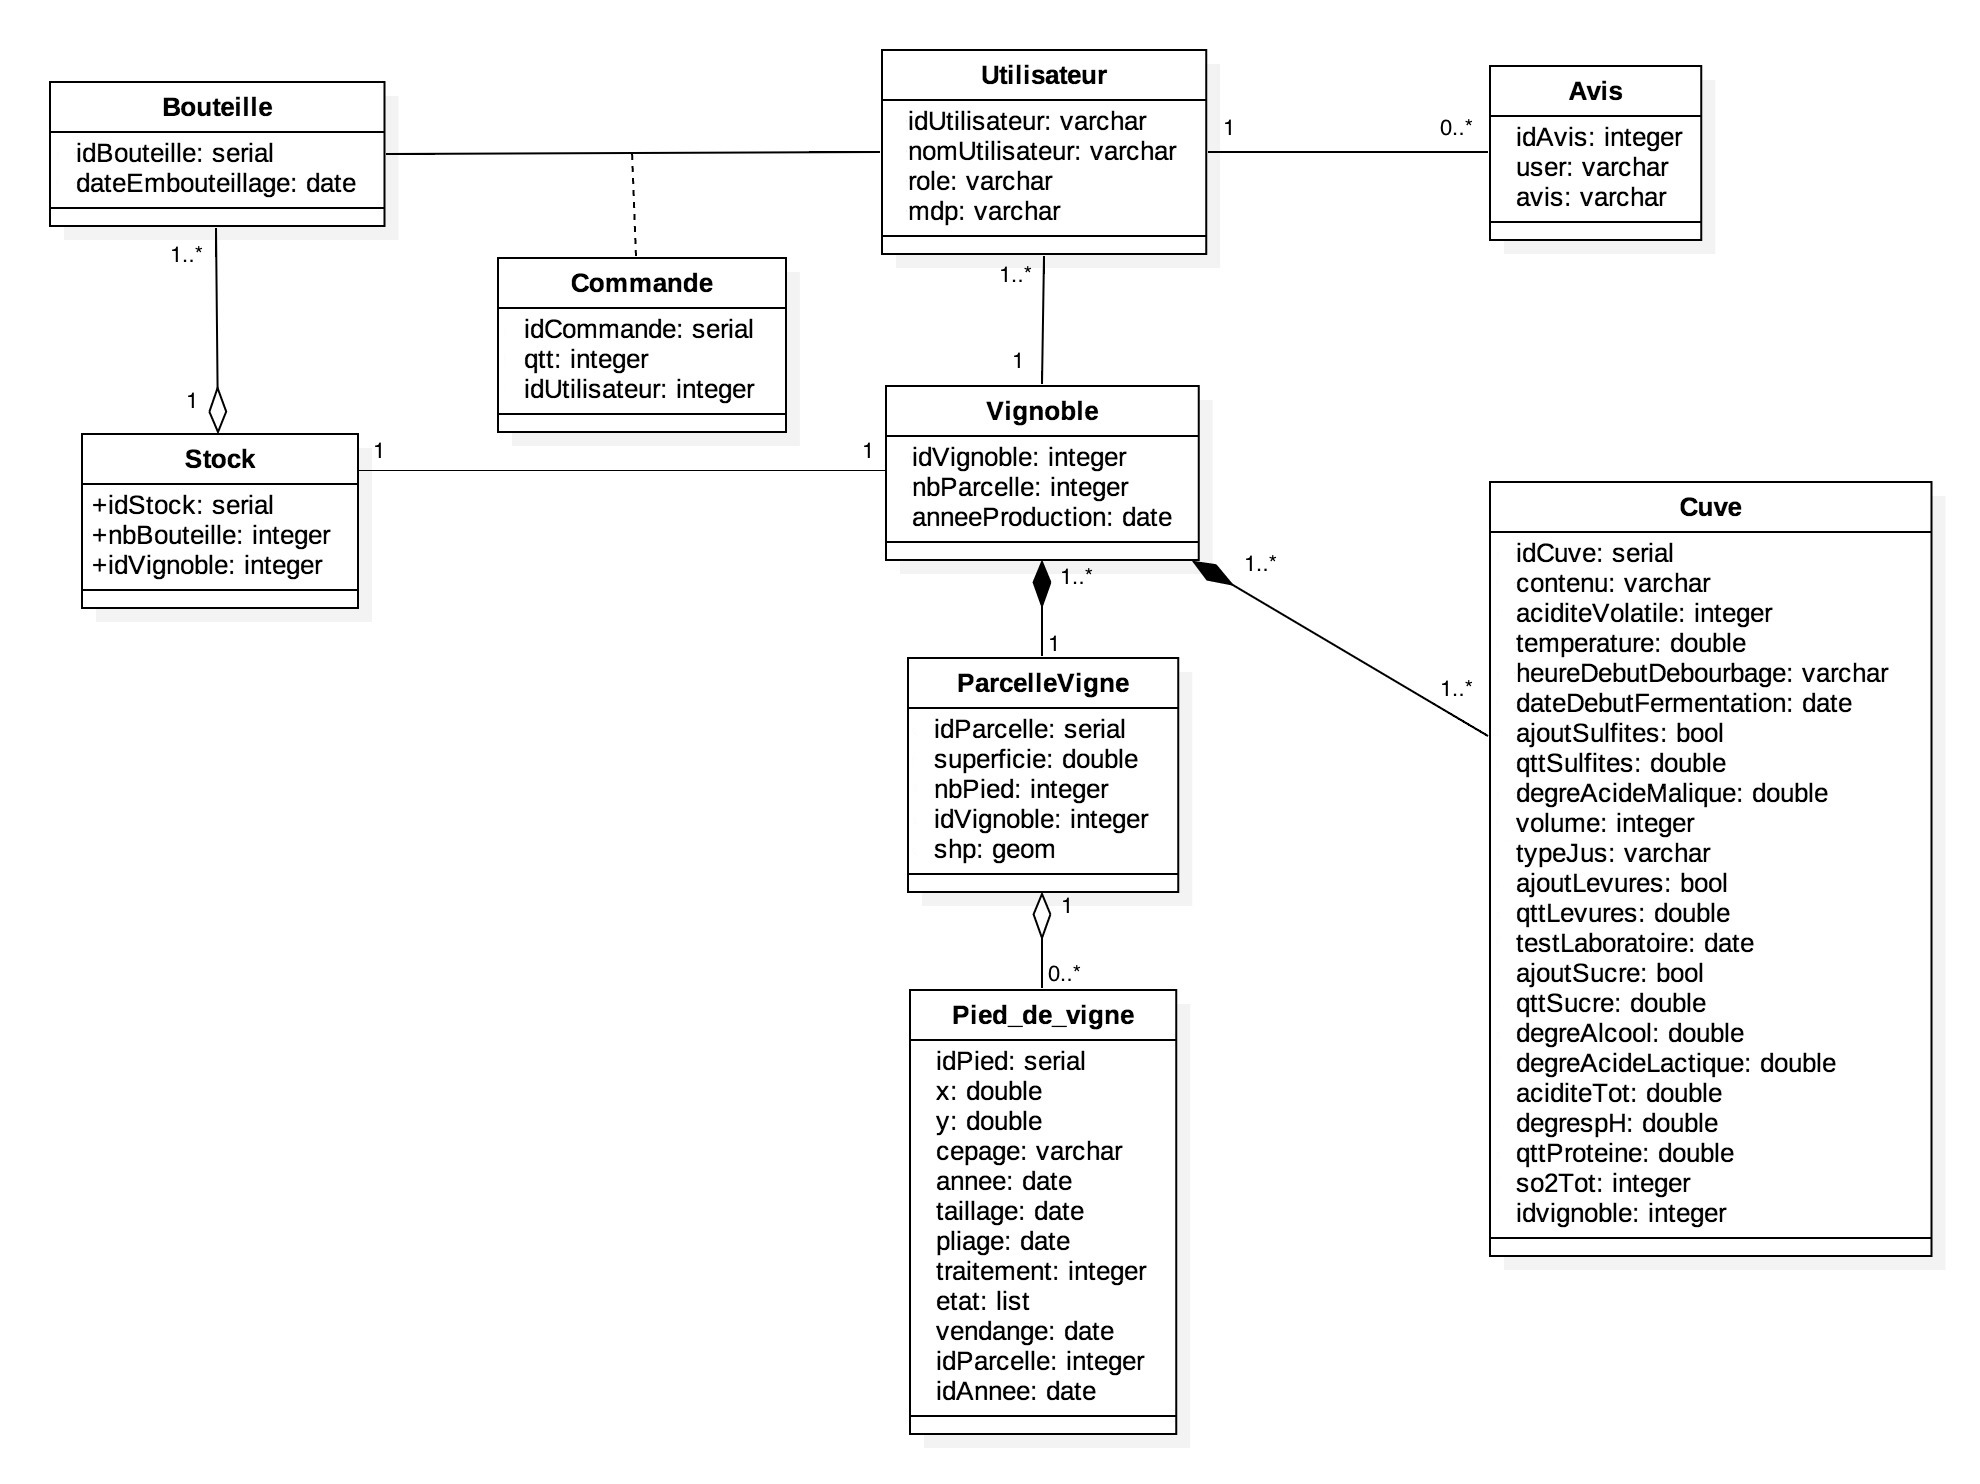 Bouteille
idBouteille: serial
dateEmbouteillage: date
Utilisateur
idUtilisateur: varchar
nomUtilisateur: varchar
role: varchar
mdp: varchar
1
0..*
Avis
idAvis: integer
user: varchar
avis: varchar
1..*
1
Commande
idCommande: serial
qtt: integer
idUtilisateur: integer
1..*
1
Stock
+idStock: serial
+nbBouteille: integer
+idVignoble: integer
1
1
Vignoble
idVignoble: integer
nbParcelle: integer
anneeProduction: date
1..*
1
1..*
1..*
Cuve
idCuve: serial
contenu: varchar
aciditeVolatile: integer
temperature: double
heureDebutDebourbage: varchar
dateDebutFermentation: date
ajoutSulfites: bool
qttSulfites: double
degreAcideMalique: double
volume: integer
typeJus: varchar
ajoutLevures: bool
qttLevures: double
testLaboratoire: date
ajoutSucre: bool
qttSucre: double
degreAlcool: double
degreAcideLactique: double
aciditeTot: double
degrespH: double
qttProteine: double
so2Tot: integer
idvignoble: integer
ParcelleVigne
idParcelle: serial
superficie: double
nbPied: integer
idVignoble: integer
shp: geom
1
0..*
Pied_de_vigne
idPied: serial
x: double
y: double
cepage: varchar
annee: date
taillage: date
pliage: date
traitement: integer
etat: list
vendange: date
idParcelle: integer
idAnnee: date